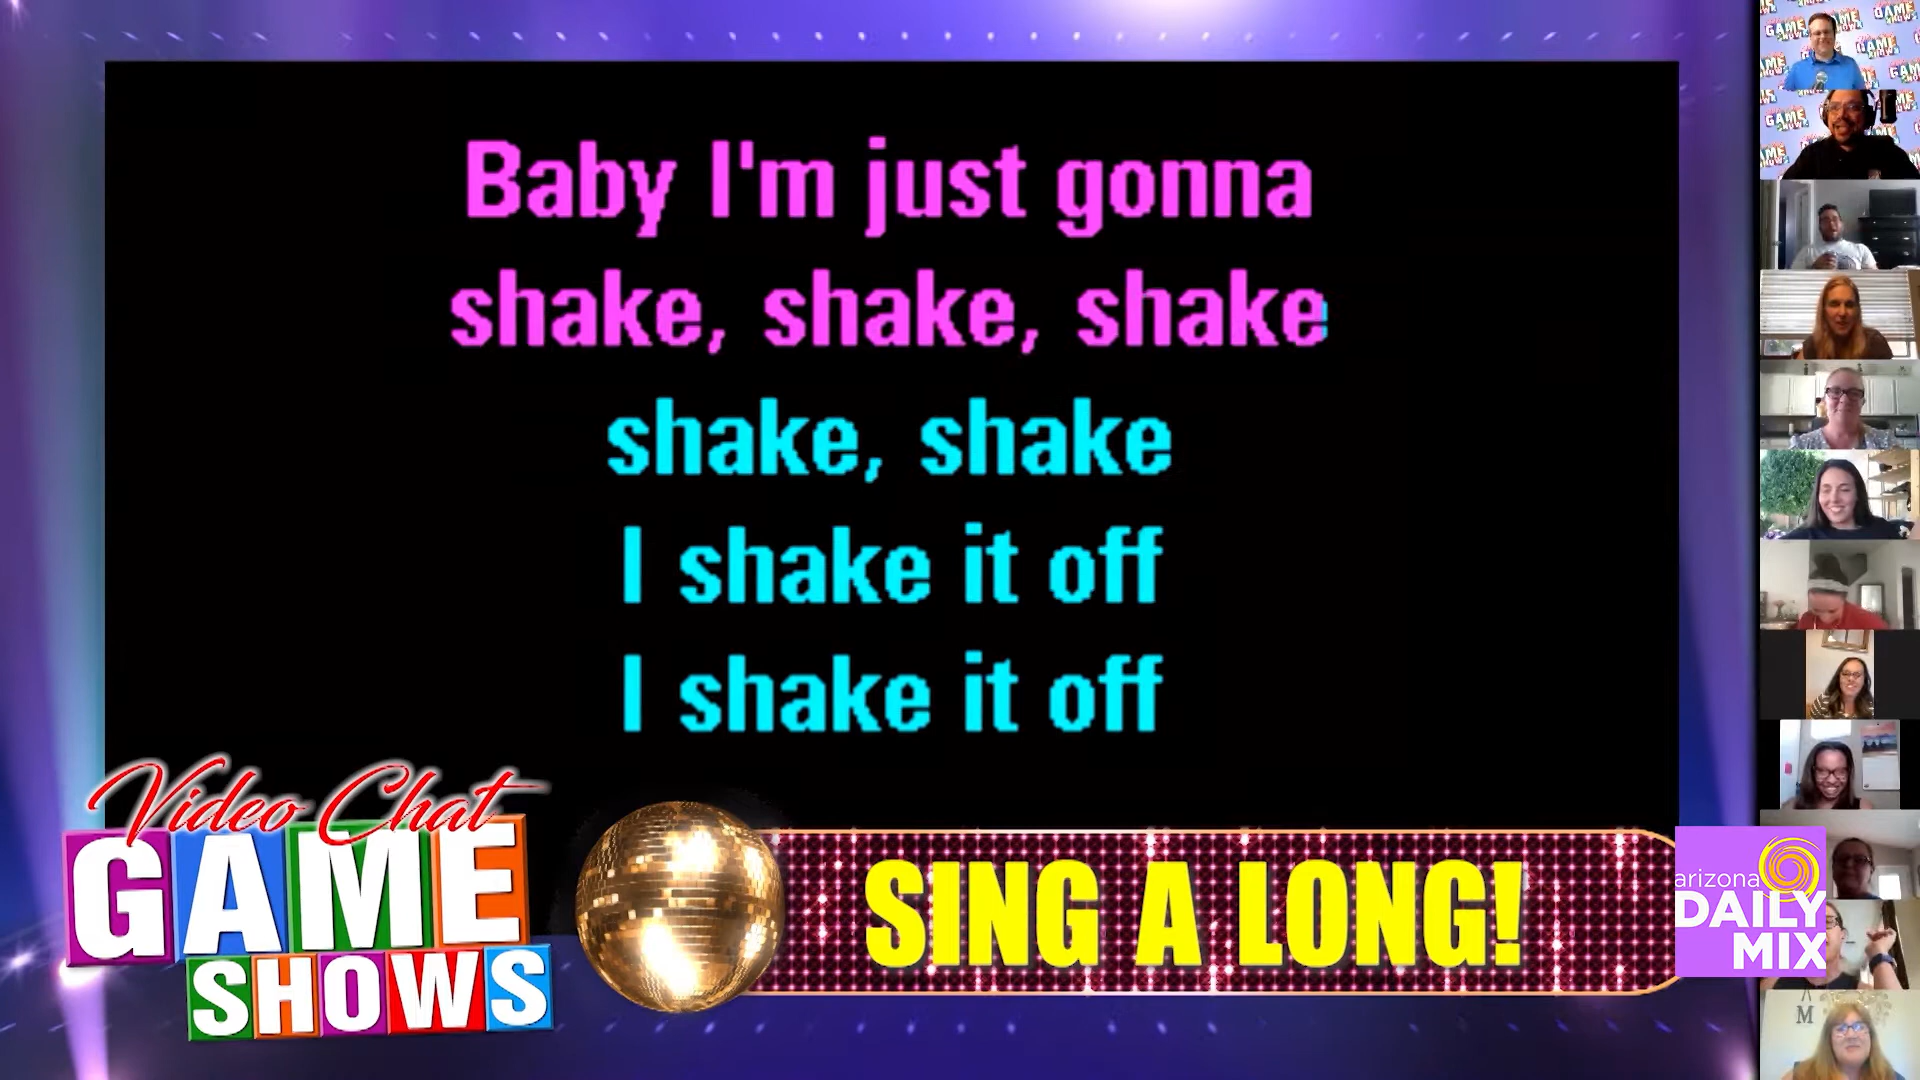 Baby I'm just gonna
shake, shake, shake
shake, shake
I shake it off
I shake it off
Video Chat
GAME
SHOWS
SING A LONG!
arizona
DAILY
MIX
GAME
M